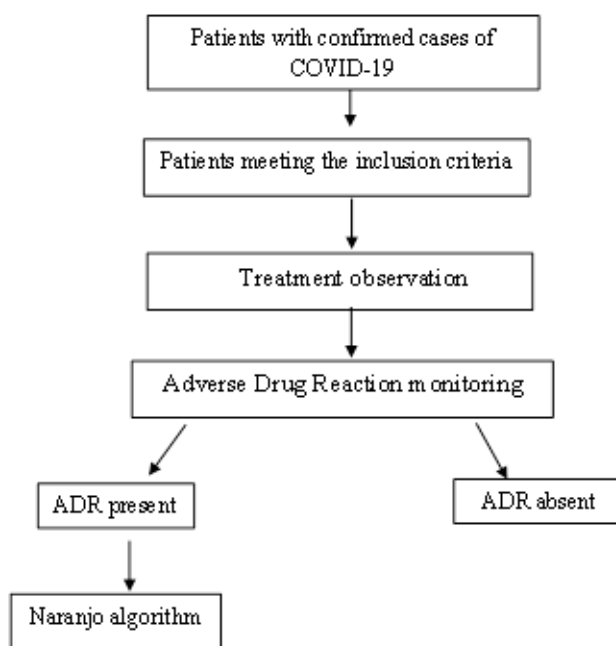 Patients with confirmed cases of
COVID-19
Patients meeting the inclusion criteria
Treatment observation
Adverse Drug Reaction monitoring
ADR present
ADR absent
Naranjo algorithm